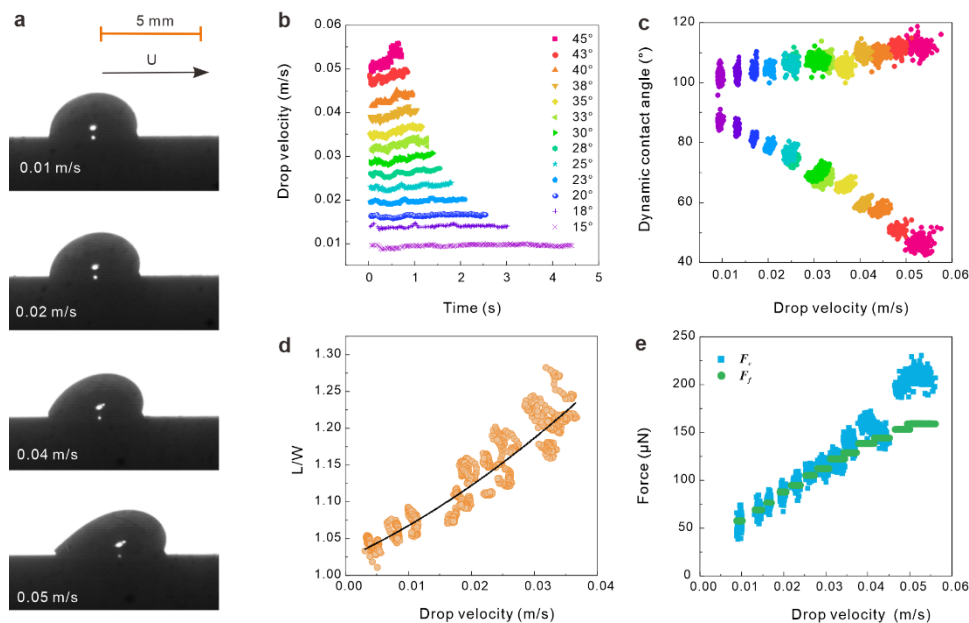 a
5 mm
U
0.01 m/s
0.02 m/s
0.04 m/s
0.05 m/s
b
Drop velocity (m/s)
0.06
0.05
0.04
0.03
0.02
0.01
0 1 2 3 4 5
Time (s)
45°
43°
40°
38°
35°
33°
30°
28°
25°
23°
20°
18°
15°
c
Dynamic contact angle (°)
120
100
80
60
40
0.01 0.02 0.03 0.04 0.05 0.06
Drop velocity (m/s)
d
L/W
1.30
1.25
1.20
1.15
1.10
1.05
1.00
0.00 0.01 0.02 0.03 0.04
Drop velocity (m/s)
e
Fᵣ
F_f
Force (µN)
250
200
150
100
50
0
0.00 0.01 0.02 0.03 0.04 0.05 0.06
Drop velocity (m/s)